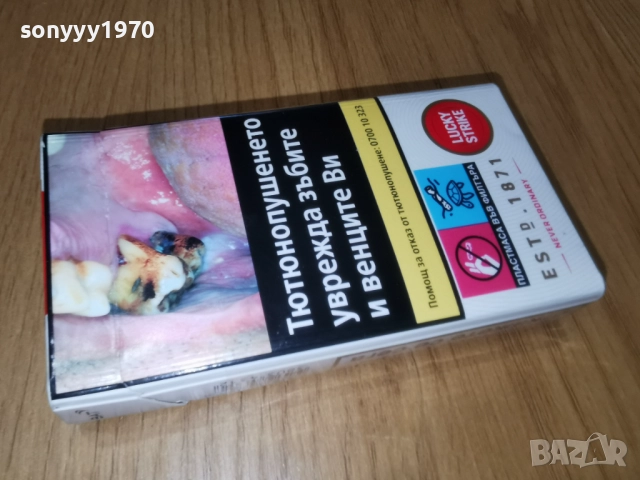 sonyyy1970
Тютюнопушенето
уврежда зъбите
и венците Ви
Помощ за отказ от тютюнопушене: 0700 10 323
LUCKY
STRIKE
ПЛАСТМАСА ВЪВ ФИЛТЪРА
ESTD. 1871
NEVER ORDINARY
BAZAR